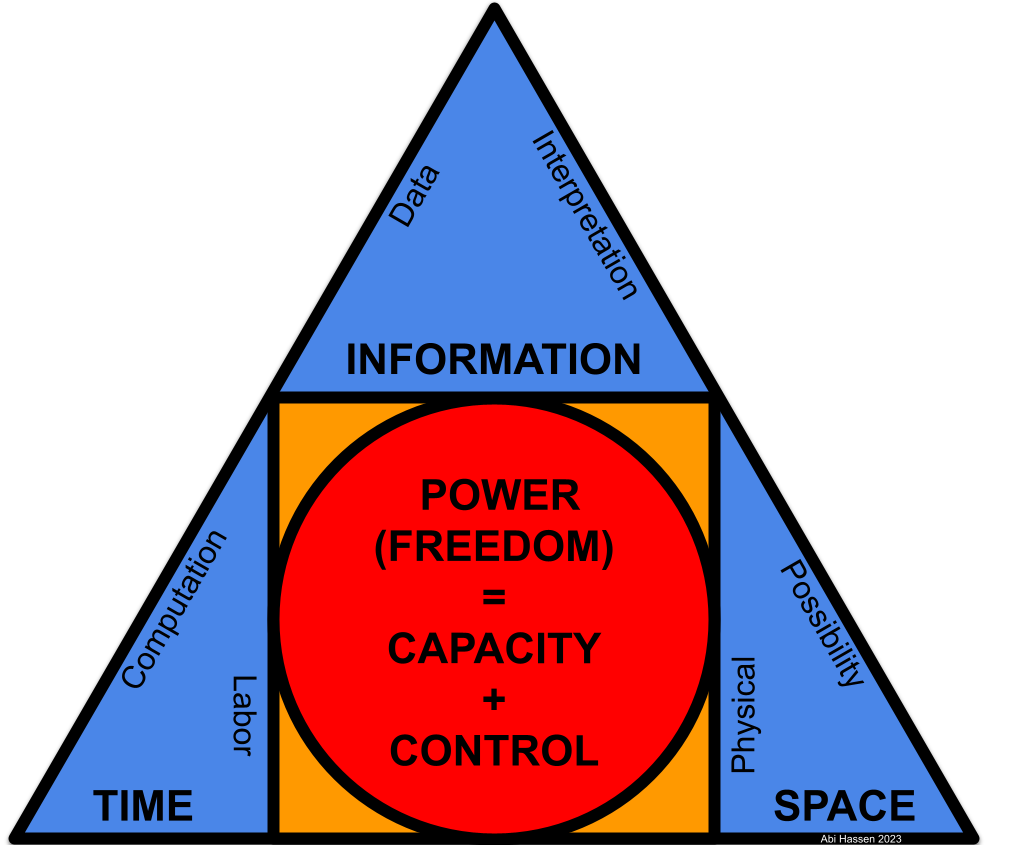 Data
Interpretation
INFORMATION
POWER
(FREEDOM)
=
CAPACITY
+
CONTROL
Computation
Labor
TIME
Possibility
Physical
SPACE
Abi Hassen 2023